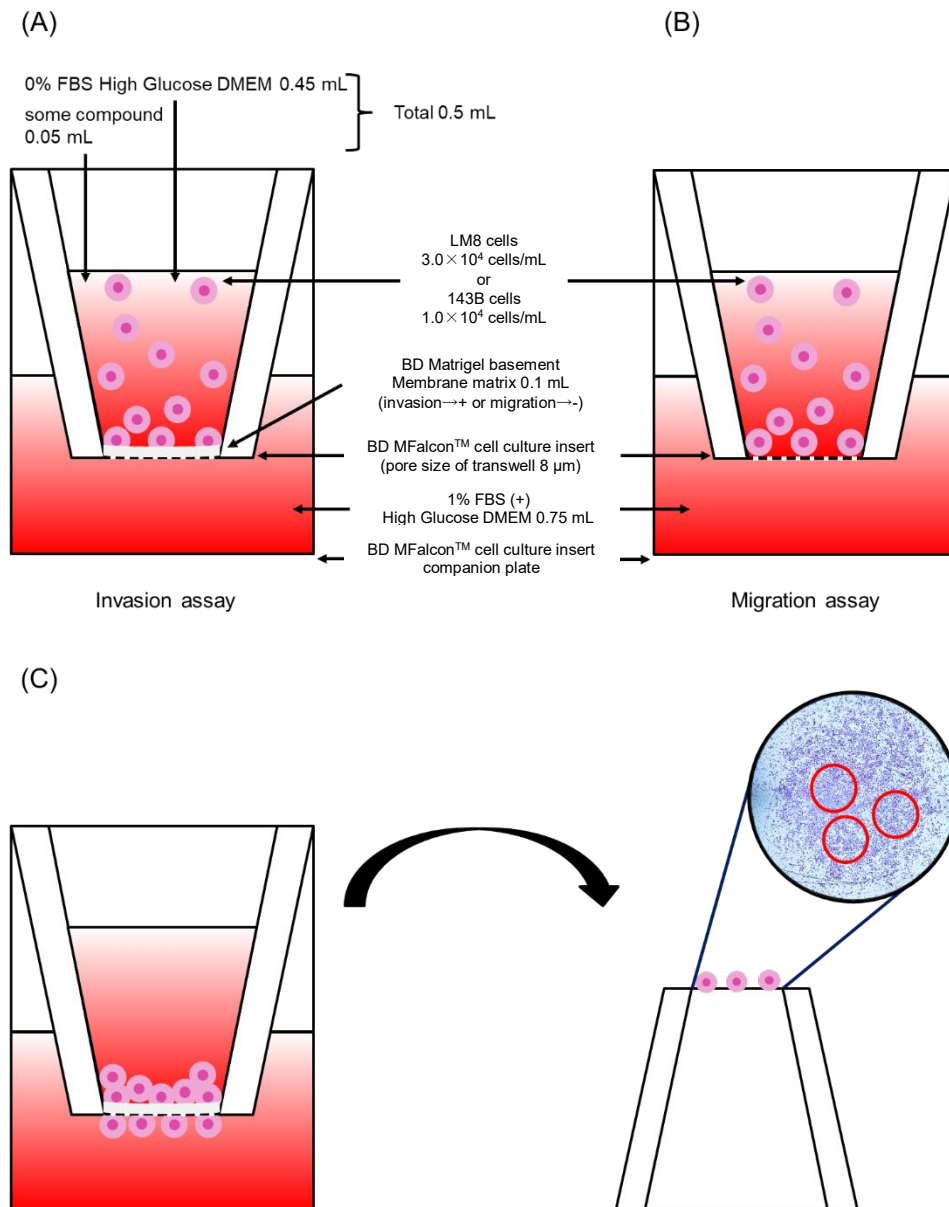 (A)
(B)
0% FBS High Glucose DMEM 0.45 mL
some compound
0.05 mL
Total 0.5 mL
LM8 cells
3.0×10⁴ cells/mL
or
143B cells
1.0×10⁴ cells/mL
BD Matrigel basement
Membrane matrix 0.1 mL
(invasion→+ or migration→-)
BD MFalcon™ cell culture insert
(pore size of transwell 8 μm)
1% FBS (+)
High Glucose DMEM 0.75 mL
BD MFalcon™ cell culture insert
companion plate
Invasion assay
Migration assay
(C)